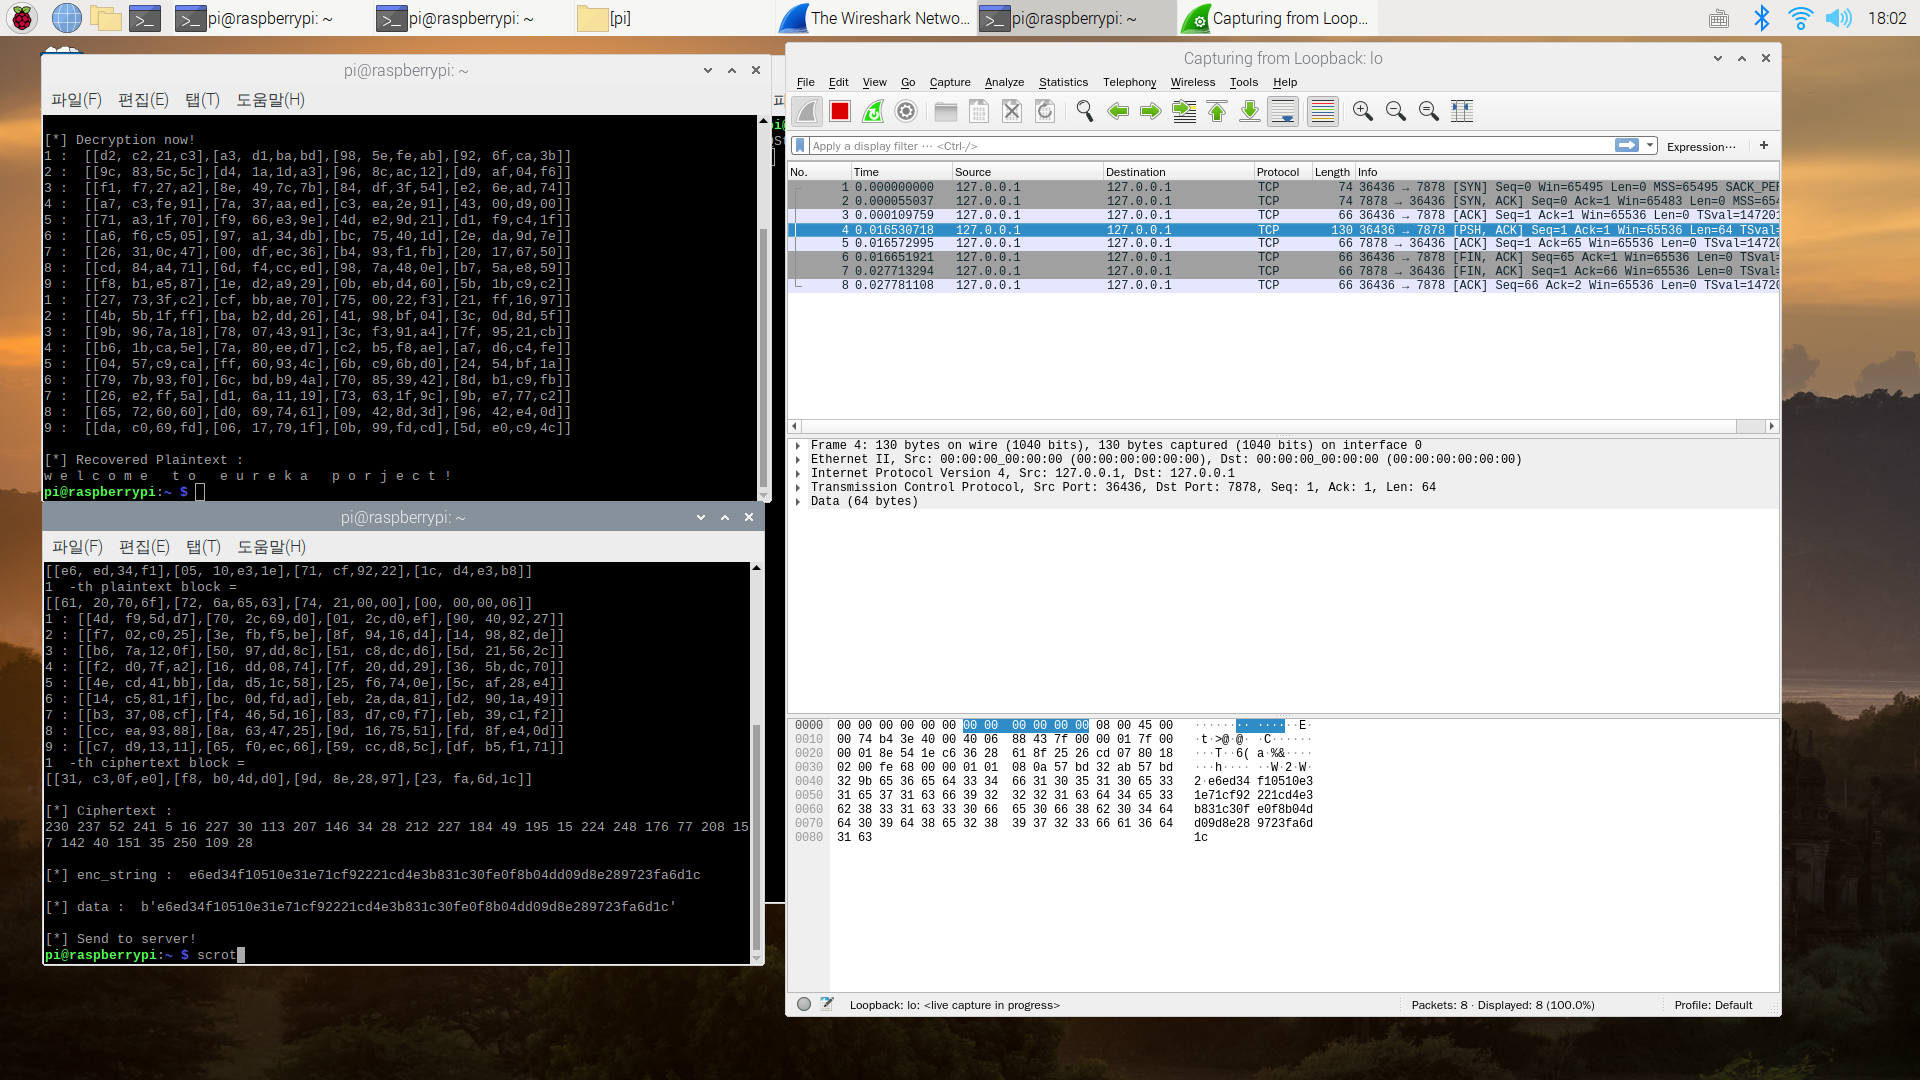 pi@raspberrypi: ~
pi@raspberrypi: ~
[pi]
The Wireshark Netwo...
pi@raspberrypi: ~
Capturing from Loop...
18:02
pi@raspberrypi: ~
파일(F) 편집(E) 탭(T) 도움말(H)
[*] Decryption now!
1 :  [[d2, c2,21,c3],[a3, d1,ba,bd],[98, 5e,fe,ab],[92, 6f,ca,3b]]
2 :  [[9c, 83,5c,5c],[d4, 1a,1d,a3],[96, 8c,ac,12],[d9, af,04,f6]]
3 :  [[f1, f7,27,a2],[8e, 49,7c,7b],[84, df,3f,54],[e2, 6e,ad,74]]
4 :  [[a7, c3,fe,91],[7a, 37,aa,ed],[c3, ea,2e,91],[43, 00,d9,00]]
5 :  [[71, a3,1f,70],[f9, 66,e3,9e],[4d, e2,9d,21],[d1, f9,c4,1f]]
6 :  [[a6, f6,c5,05],[97, a1,34,db],[bc, 75,40,1d],[2e, da,9d,7e]]
7 :  [[26, 31,0c,47],[00, df,ec,36],[b4, 93,f1,fb],[20, 17,67,50]]
8 :  [[cd, 84,a4,71],[6d, f4,cc,ed],[98, 7a,48,0e],[b7, 5a,e8,59]]
9 :  [[f8, b1,e5,87],[1e, d2,a9,29],[0b, eb,d4,60],[5b, 1b,c9,c2]]
1 :  [[27, 73,3f,c2],[cf, bb,ae,70],[75, 00,22,f3],[21, ff,16,97]]
2 :  [[4b, 5b,1f,ff],[ba, b2,dd,26],[41, 98,bf,04],[3c, 0d,8d,5f]]
3 :  [[9b, 96,7a,18],[78, 07,43,91],[3c, f3,91,a4],[7f, 95,21,cb]]
4 :  [[b6, 1b,ca,5e],[7a, 80,ee,d7],[c2, b5,f8,ae],[a7, d6,c4,fe]]
5 :  [[04, 57,c9,ca],[ff, 60,93,4c],[6b, c9,6b,d0],[24, 54,bf,1a]]
6 :  [[79, 7b,93,f0],[6c, bd,b9,4a],[70, 85,39,42],[8d, b1,c9,fb]]
7 :  [[26, e2,ff,5a],[d1, 6a,11,19],[73, 63,1f,9c],[9b, e7,77,c2]]
8 :  [[65, 72,60,60],[d0, 69,74,61],[09, 42,8d,3d],[96, 42,e4,0d]]
9 :  [[da, c0,69,fd],[06, 17,79,1f],[0b, 99,fd,cd],[5d, e0,c9,4c]]
[*] Recovered Plaintext :
w e l c o m e   t o   e u r e k a   p o r j e c t !
pi@raspberrypi:~ $
pi@raspberrypi: ~
파일(F) 편집(E) 탭(T) 도움말(H)
[[e6, ed,34,f1],[05, 10,e3,1e],[71, cf,92,22],[1c, d4,e3,b8]]
1  -th plaintext block =
[[61, 20,70,6f],[72, 6a,65,63],[74, 21,00,00],[00, 00,00,06]]
1 : [[4d, f9,5d,d7],[70, 2c,69,d0],[01, 2c,d0,ef],[90, 40,92,27]]
2 : [[f7, 02,c0,25],[3e, fb,f5,be],[8f, 94,16,d4],[14, 98,82,de]]
3 : [[b6, 7a,12,0f],[50, 97,dd,8c],[51, c8,dc,d6],[5d, 21,56,2c]]
4 : [[f2, d0,7f,a2],[16, dd,08,74],[7f, 20,dd,29],[36, 5b,dc,70]]
5 : [[4e, cd,41,bb],[da, d5,1c,58],[25, f6,74,0e],[5c, af,28,e4]]
6 : [[14, c5,81,1f],[bc, 0d,fd,ad],[eb, 2a,da,81],[d2, 90,1a,49]]
7 : [[b3, 37,08,cf],[f4, 46,5d,16],[83, d7,c0,f7],[eb, 39,c1,f2]]
8 : [[cc, ea,93,88],[8a, 63,47,25],[9d, 16,75,51],[fd, 8f,e4,0d]]
9 : [[c7, d9,13,11],[65, f0,ec,66],[59, cc,d8,5c],[df, b5,f1,71]]
1  -th ciphertext block =
[[31, c3,0f,e0],[f8, b0,4d,d0],[9d, 8e,28,97],[23, fa,6d,1c]]
[*] Ciphertext :
230 237 52 241 5 16 227 30 113 207 146 34 28 212 227 184 49 195 15 224 248 176 77 208 15
7 142 40 151 35 250 109 28
[*] enc_string :  e6ed34f10510e31e71cf92221cd4e3b831c30fe0f8b04dd09d8e289723fa6d1c
[*] data :  b'e6ed34f10510e31e71cf92221cd4e3b831c30fe0f8b04dd09d8e289723fa6d1c'
[*] Send to server!
pi@raspberrypi:~ $ scrot
Capturing from Loopback: lo
File Edit View Go Capture Analyze Statistics Telephony Wireless Tools Help
Apply a display filter ... <Ctrl-/>
Expression... +
No. Time Source Destination Protocol Length Info
1 0.000000000 127.0.0.1 127.0.0.1 TCP 74 36436 → 7878 [SYN] Seq=0 Win=65495 Len=0 MSS=65495 SACK_PER
2 0.000055037 127.0.0.1 127.0.0.1 TCP 74 7878 → 36436 [SYN, ACK] Seq=0 Ack=1 Win=65483 Len=0 MSS=654
3 0.000109759 127.0.0.1 127.0.0.1 TCP 66 36436 → 7878 [ACK] Seq=1 Ack=1 Win=65536 Len=0 TSval=147201
4 0.016530718 127.0.0.1 127.0.0.1 TCP 130 36436 → 7878 [PSH, ACK] Seq=1 Ack=1 Win=65536 Len=64 TSval=
5 0.016572995 127.0.0.1 127.0.0.1 TCP 66 7878 → 36436 [ACK] Seq=1 Ack=65 Win=65536 Len=0 TSval=14720
6 0.016651921 127.0.0.1 127.0.0.1 TCP 66 36436 → 7878 [FIN, ACK] Seq=65 Ack=1 Win=65536 Len=0 TSval=
7 0.027713294 127.0.0.1 127.0.0.1 TCP 66 7878 → 36436 [FIN, ACK] Seq=1 Ack=66 Win=65536 Len=0 TSval=
8 0.027781108 127.0.0.1 127.0.0.1 TCP 66 36436 → 7878 [ACK] Seq=66 Ack=2 Win=65536 Len=0 TSval=14720
Frame 4: 130 bytes on wire (1040 bits), 130 bytes captured (1040 bits) on interface 0
Ethernet II, Src: 00:00:00_00:00:00 (00:00:00:00:00:00), Dst: 00:00:00_00:00:00 (00:00:00:00:00:00)
Internet Protocol Version 4, Src: 127.0.0.1, Dst: 127.0.0.1
Transmission Control Protocol, Src Port: 36436, Dst Port: 7878, Seq: 1, Ack: 1, Len: 64
Data (64 bytes)
0000 00 00 00 00 00 00 00 00 00 00 00 00 08 00 45 00 ········ ······E·
0010 00 74 b4 3e 40 00 40 06 88 43 7f 00 00 01 7f 00 ·t·>@·@· ·C······
0020 00 01 8e 54 1e c6 36 28 61 8f 25 26 cd 07 80 18 ···T··6( a·%&····
0030 02 00 fe 68 00 00 01 01 08 0a 57 bd 32 ab 57 bd ···h···· ··W·2·W·
0040 32 9b 65 36 65 64 33 34 66 31 30 35 31 30 65 33 2·e6ed34 f10510e3
0050 31 65 37 31 63 66 39 32 32 32 31 63 64 34 65 33 1e71cf92 221cd4e3
0060 62 38 33 31 63 33 30 66 65 30 66 38 62 30 34 64 b831c30f e0f8b04d
0070 64 30 39 64 38 65 32 38 39 37 32 33 66 61 36 64 d09d8e28 9723fa6d
0080 31 63 1c
Loopback: lo: <live capture in progress>
Packets: 8 · Displayed: 8 (100.0%)
Profile: Default